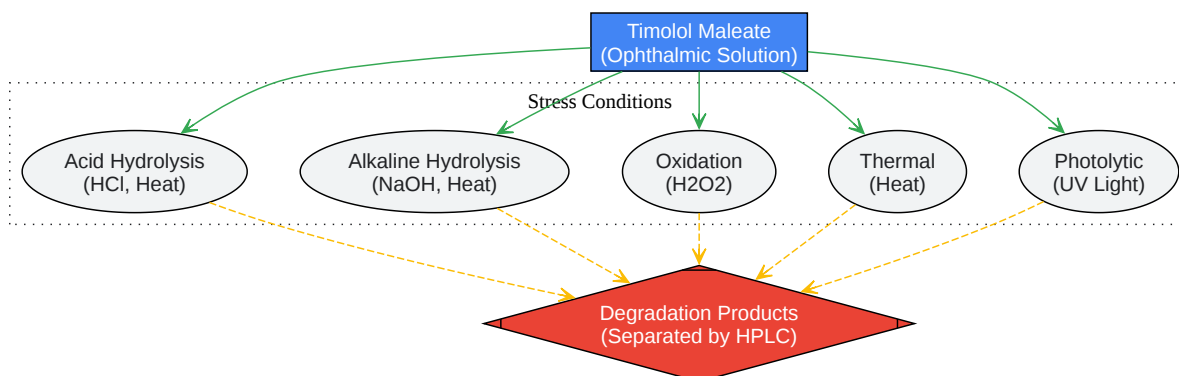 Timolol Maleate
(Ophthalmic Solution)
Stress Conditions
Acid Hydrolysis
(HCl, Heat)
Alkaline Hydrolysis
(NaOH, Heat)
Oxidation
(H2O2)
Thermal
(Heat)
Photolytic
(UV Light)
Degradation Products
(Separated by HPLC)